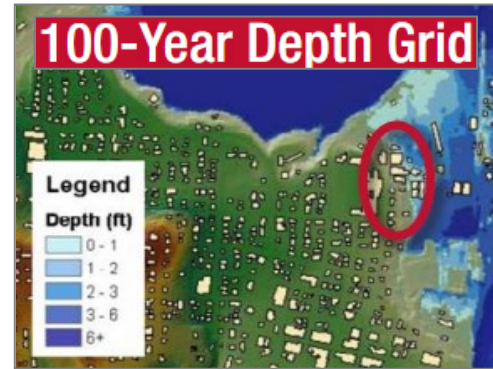 100-Year Depth Grid
Legend
Depth (ft)
0 - 1
1 - 2
2 - 3
3 - 6
6+